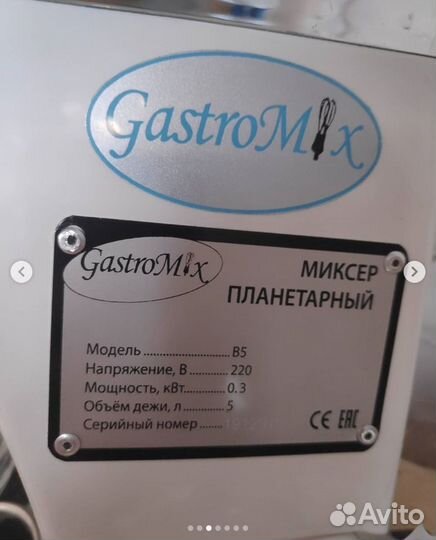 GastroMix
GastroMix
МИКСЕР
ПЛАНЕТАРНЫЙ
Модель ........................ B5
Напряжение, В ........ 220
Мощность, кВт......... 0.3
Объём дежи, л ......... 5
Серийный номер ......
CE EAC
Avito